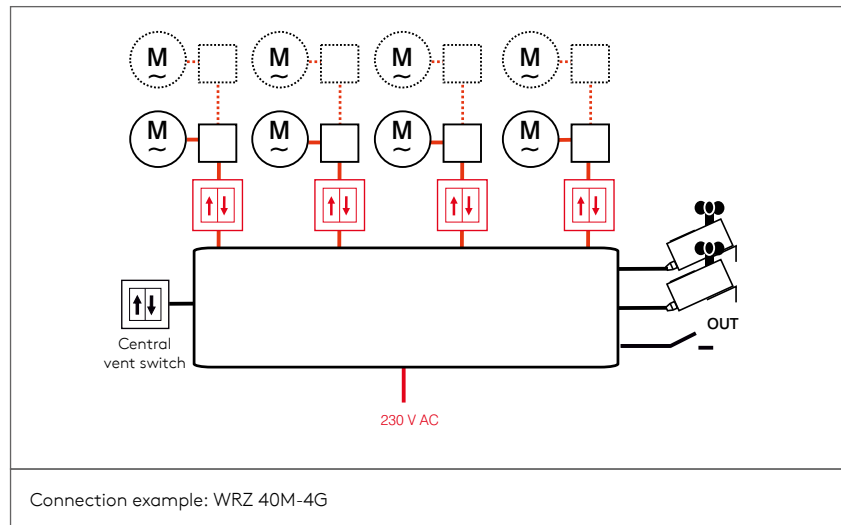 M M M M
~ ~ ~ ~
M M M M
~ ~ ~ ~
OUT
Central
vent switch
230 V AC
Connection example: WRZ 40M-4G